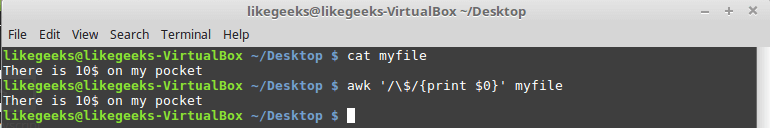 likegeeks@likegeeks-VirtualBox ~/Desktop
File Edit View Search Terminal Help
likegeeks@likegeeks-VirtualBox ~/Desktop $ cat myfile
There is 10$ on my pocket
likegeeks@likegeeks-VirtualBox ~/Desktop $ awk '/\$/{print $0}' myfile
There is 10$ on my pocket
likegeeks@likegeeks-VirtualBox ~/Desktop $